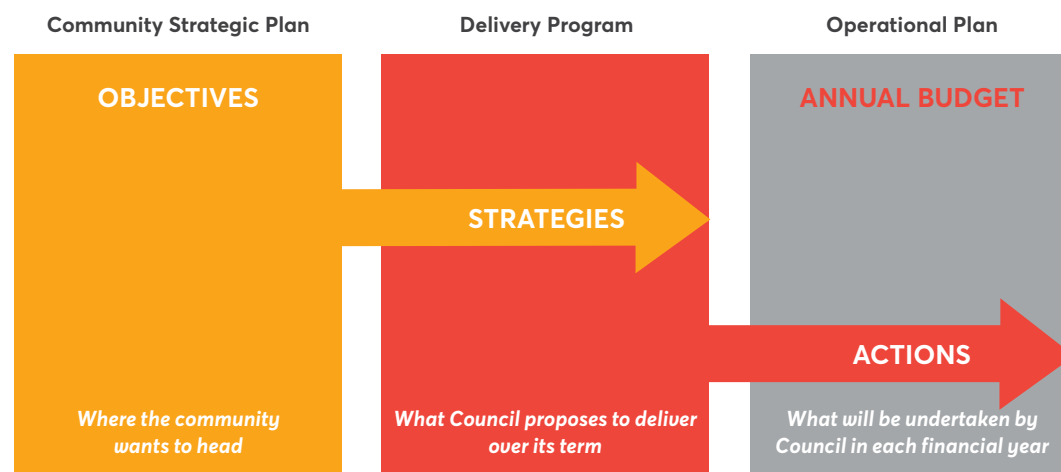 Community Strategic Plan
Delivery Program
Operational Plan
OBJECTIVES
ANNUAL BUDGET
STRATEGIES
ACTIONS
Where the community
wants to head
What Council proposes to deliver
over its term
What will be undertaken by
Council in each financial year